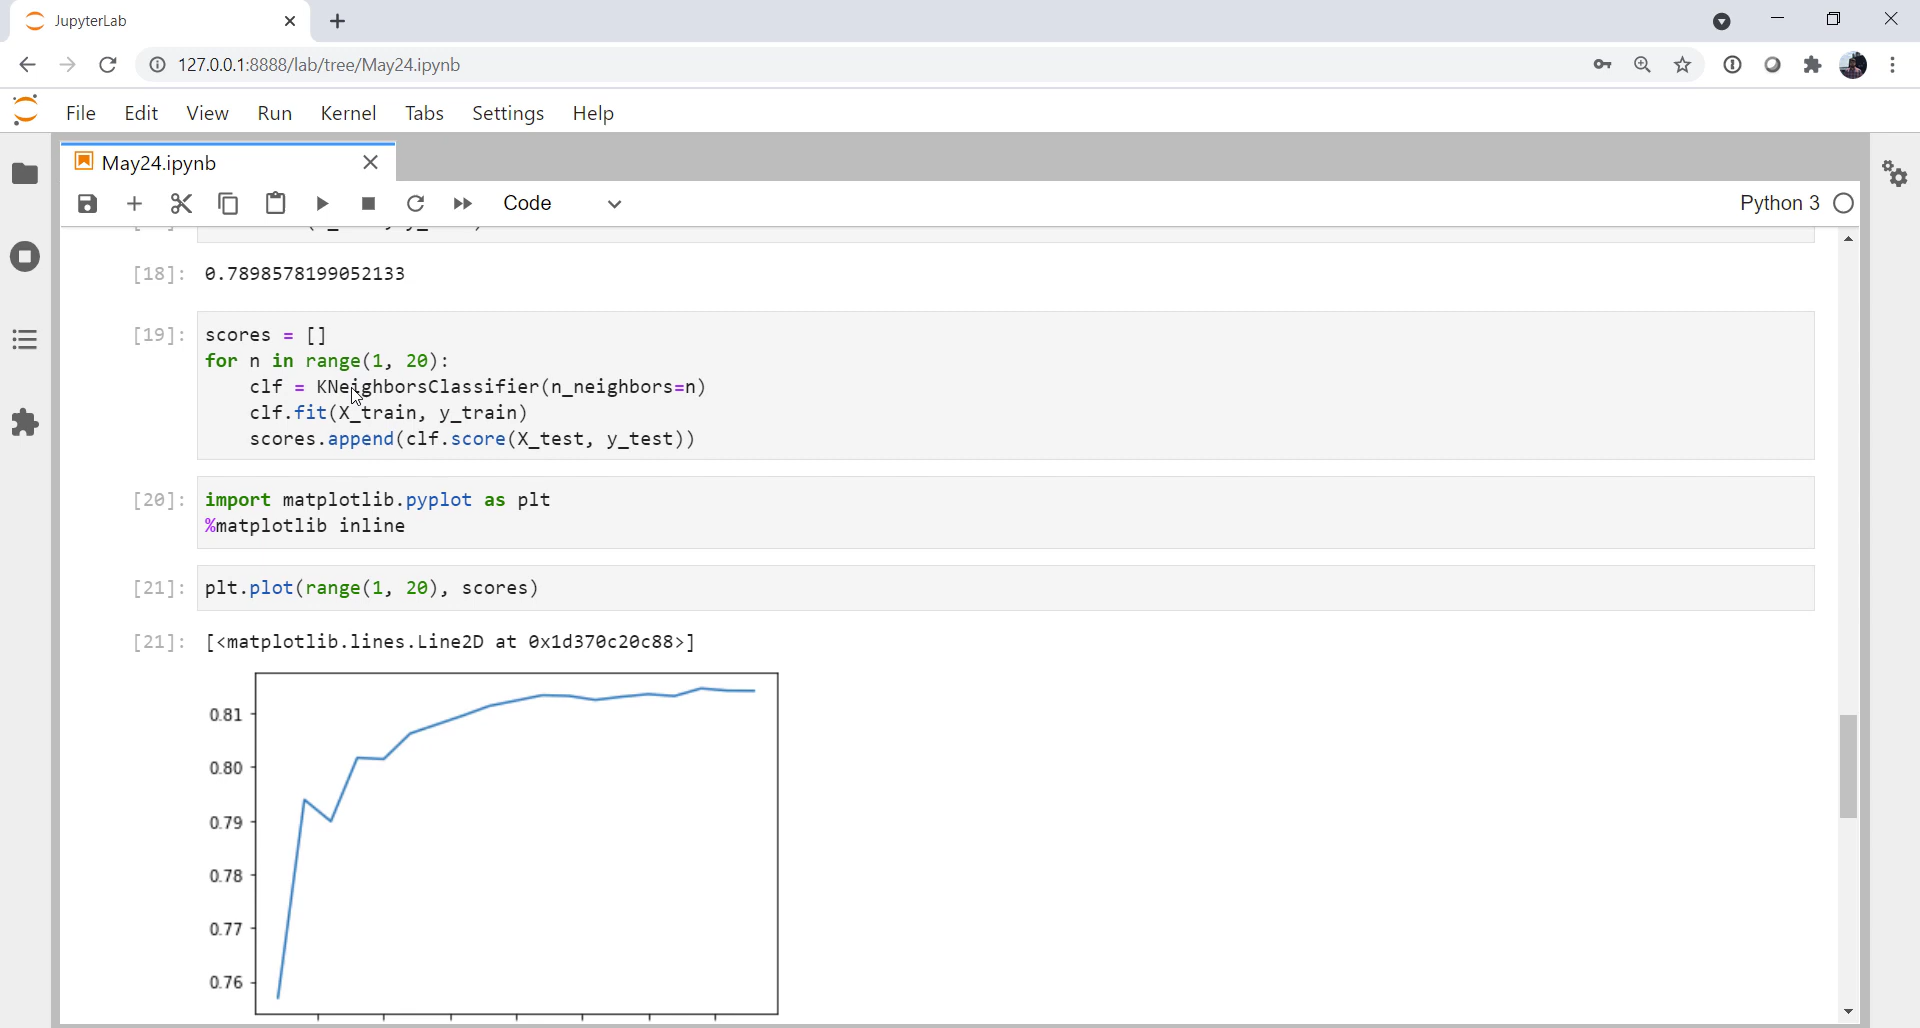 JupyterLab
127.0.0.1:8888/lab/tree/May24.ipynb
File Edit View Run Kernel Tabs Settings Help
May24.ipynb
Code
Python 3
[18]: 0.7898578199052133
[19]: scores = []
for n in range(1, 20):
    clf = KNeighborsClassifier(n_neighbors=n)
    clf.fit(X_train, y_train)
    scores.append(clf.score(X_test, y_test))
[20]: import matplotlib.pyplot as plt
%matplotlib inline
[21]: plt.plot(range(1, 20), scores)
[21]: [<matplotlib.lines.Line2D at 0x1d370c20c88>]
0.81
0.80
0.79
0.78
0.77
0.76